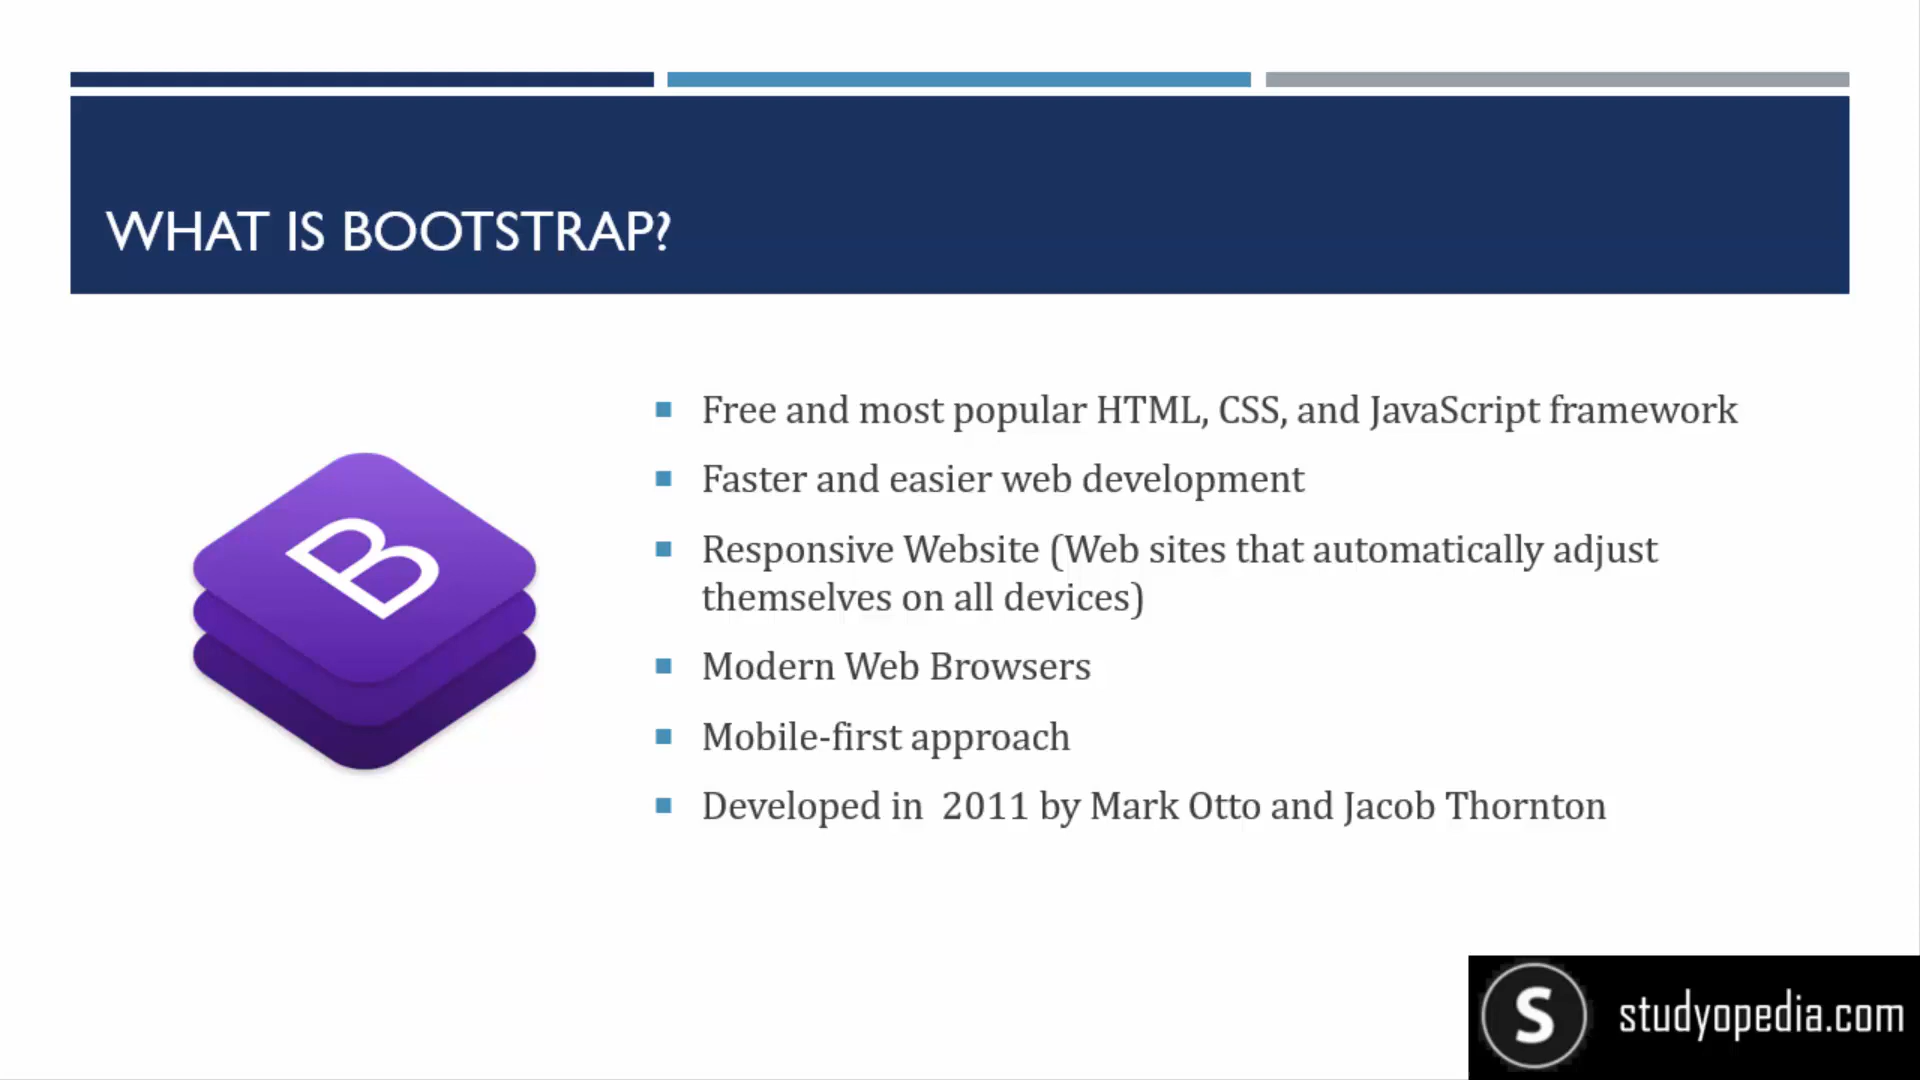 WHAT IS BOOTSTRAP?
B
Free and most popular HTML, CSS, and JavaScript framework
Faster and easier web development
Responsive Website (Web sites that automatically adjust
themselves on all devices)
Modern Web Browsers
Mobile-first approach
Developed in  2011 by Mark Otto and Jacob Thornton
S studyopedia.com